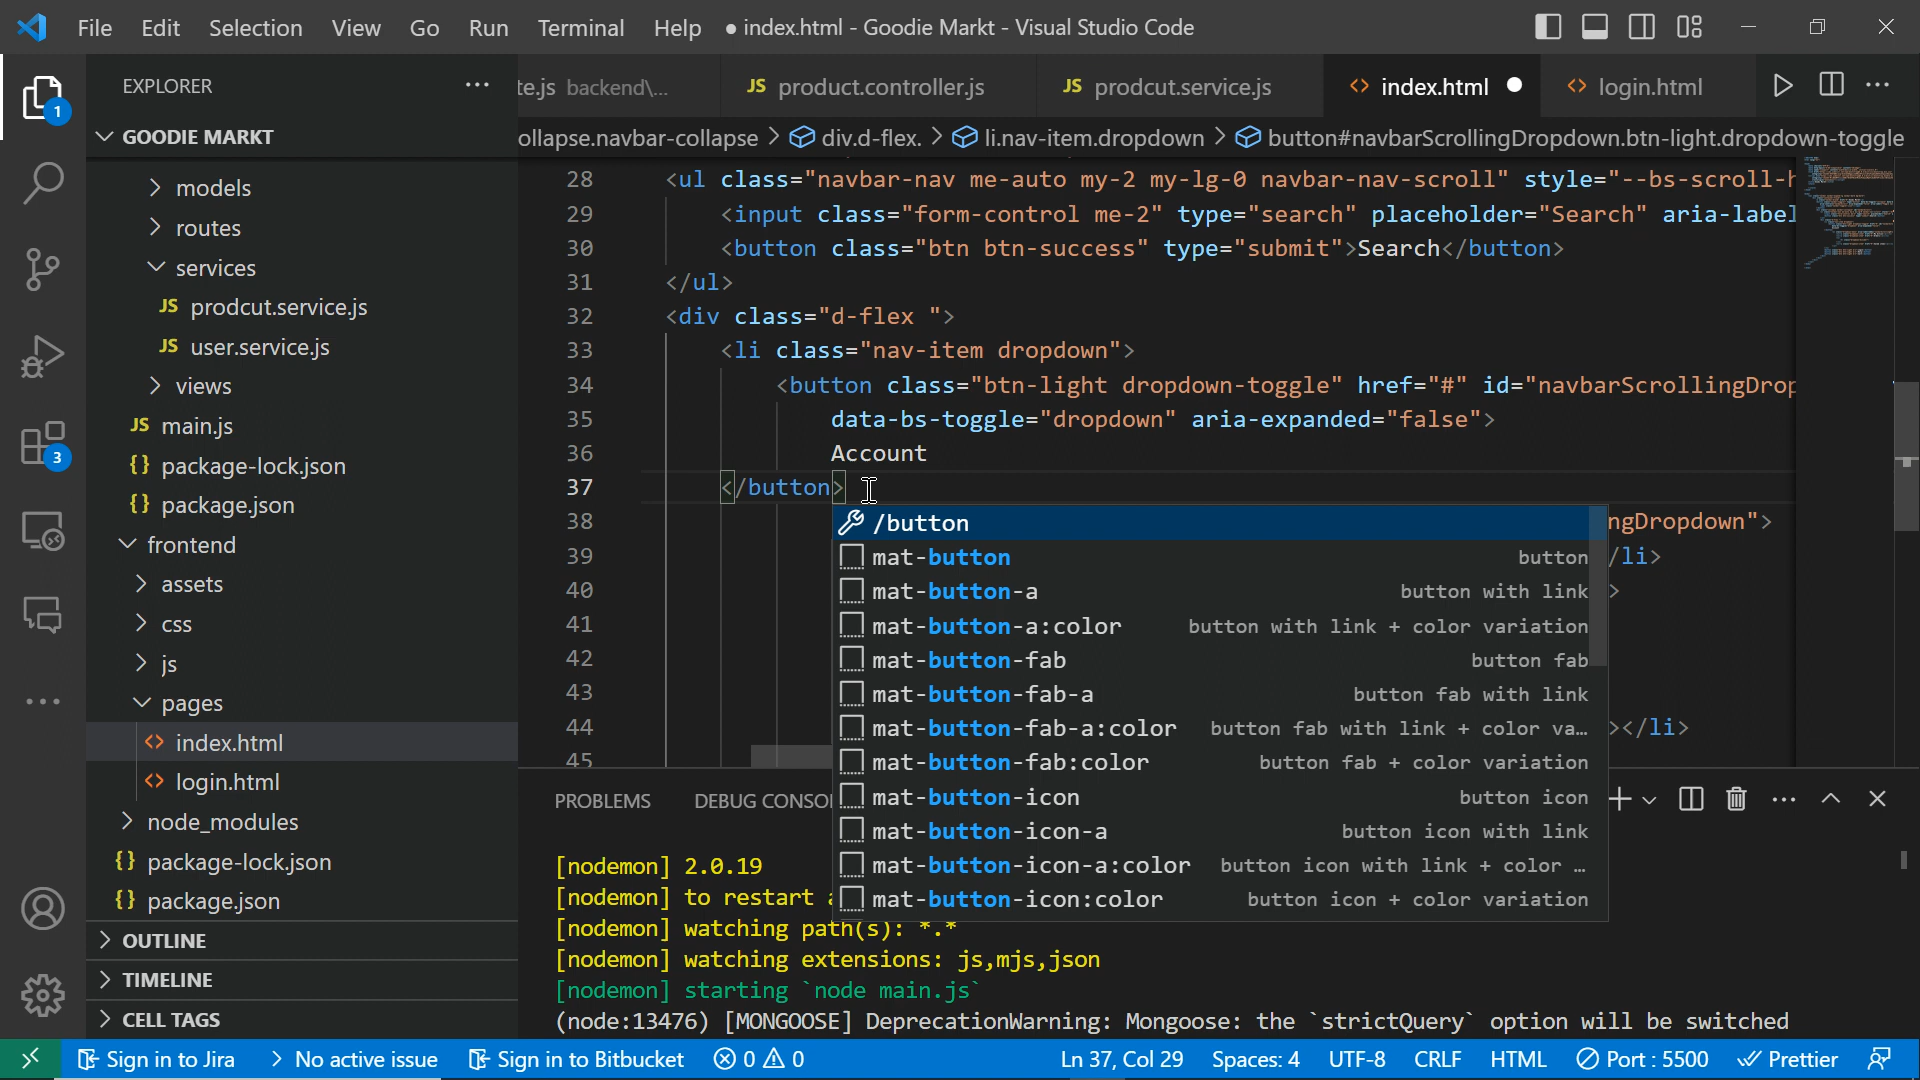 File Edit Selection View Go Run Terminal Help ● index.html - Goodie Markt - Visual Studio Code
EXPLORER ···
te.js backend\...
JS product.controller.js
JS prodcut.service.js
<> index.html ●
<> login.html
···
1
GOODIE MARKT
ollapse.navbar-collapse > div.d-flex. > li.nav-item.dropdown > button#navbarScrollingDropdown.btn-light.dropdown-toggle
> models
> routes
services
JS prodcut.service.js
JS user.service.js
> views
JS main.js
{} package-lock.json
{} package.json
frontend
> assets
> css
> js
pages
<> index.html
<> login.html
> node_modules
{} package-lock.json
{} package.json
> OUTLINE
> TIMELINE
> CELL TAGS
3
28 <ul class="navbar-nav me-auto my-2 my-lg-0 navbar-nav-scroll" style="--bs-scroll-h
29 <input class="form-control me-2" type="search" placeholder="Search" aria-label
30 <button class="btn btn-success" type="submit">Search</button>
31 </ul>
32 <div class="d-flex ">
33 <li class="nav-item dropdown">
34 <button class="btn-light dropdown-toggle" href="#" id="navbarScrollingDrop
35 data-bs-toggle="dropdown" aria-expanded="false">
36 Account
37 </button>
38 ngDropdown">
39 /li>
40 >
41
42
43
44 ></li>
45
/button
mat-button button
mat-button-a button with link
mat-button-a:color button with link + color variation
mat-button-fab button fab
mat-button-fab-a button fab with link
mat-button-fab-a:color button fab with link + color va...
mat-button-fab:color button fab + color variation
mat-button-icon button icon
mat-button-icon-a button icon with link
mat-button-icon-a:color button icon with link + color …
mat-button-icon:color button icon + color variation
PROBLEMS DEBUG CONSOL
[nodemon] 2.0.19
[nodemon] to restart a
[nodemon] watching path(s): *.*
[nodemon] watching extensions: js,mjs,json
[nodemon] starting `node main.js`
(node:13476) [MONGOOSE] DeprecationWarning: Mongoose: the `strictQuery` option will be switched
Sign in to Jira > No active issue Sign in to Bitbucket 0 0 Ln 37, Col 29 Spaces: 4 UTF-8 CRLF HTML Port : 5500 Prettier